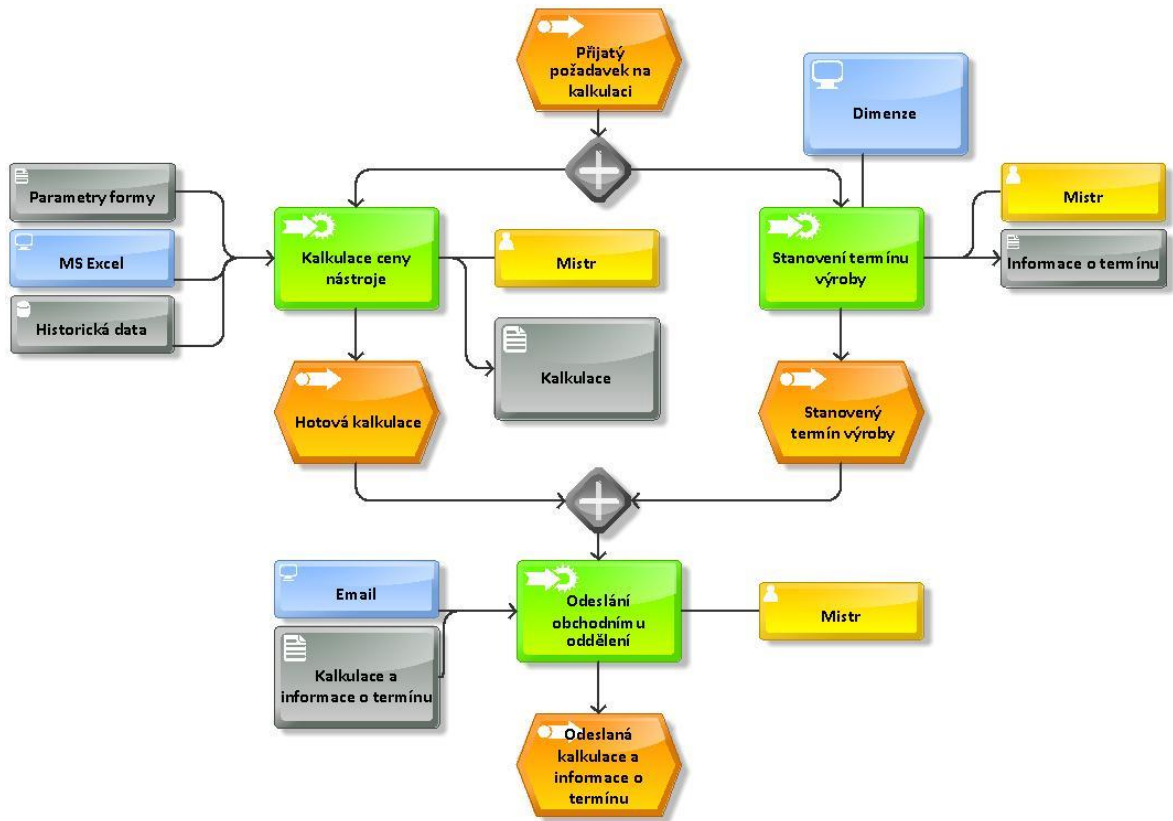 Přijatý
požadavek na
kalkulaci
Dimenze
Parametry formy
MS Excel
Historická data
Kalkulace ceny
nástroje
Mistr
Kalkulace
Stanovení termínu
výroby
Mistr
Informace o termínu
Hotová kalkulace
Stanovený
termín výroby
Email
Kalkulace a
informace o termínu
Odeslání
obchodnímu
oddělení
Mistr
Odeslaná
kalkulace a
informace o
termínu